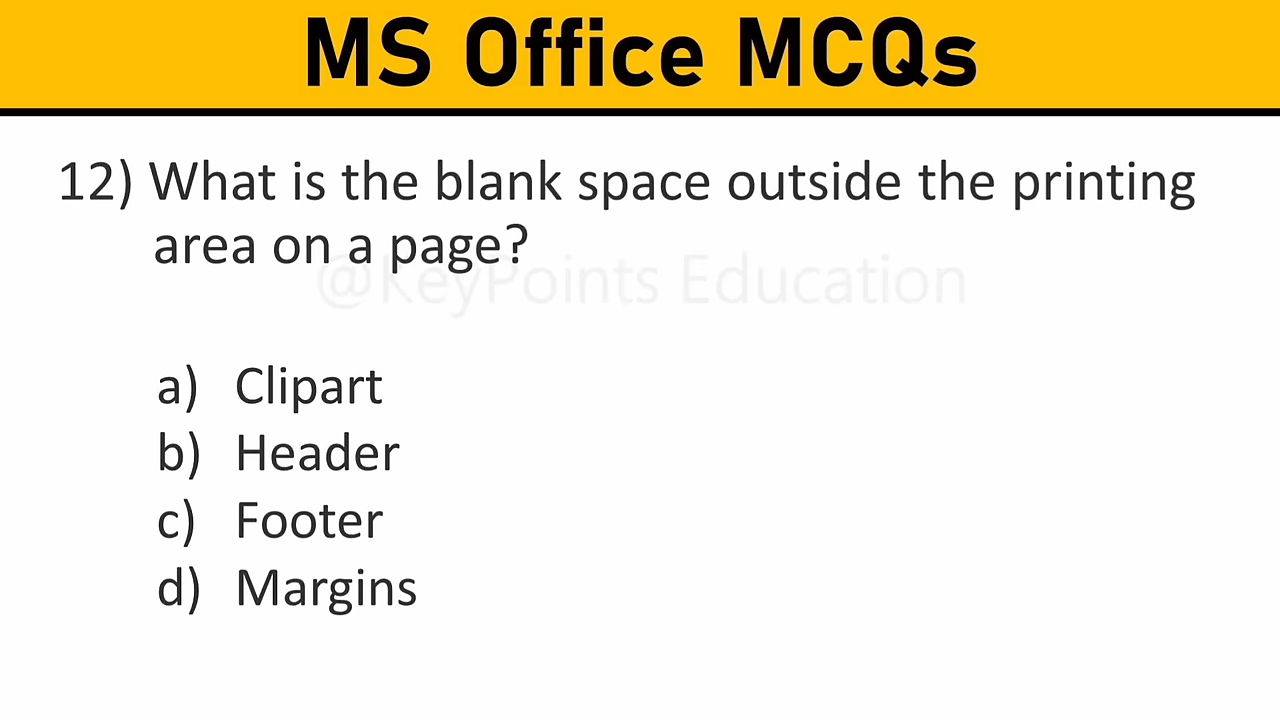 MS Office MCQs
12) What is the blank space outside the printing
area on a page?
@KeyPoints Education
a) Clipart
b) Header
c) Footer
d) Margins